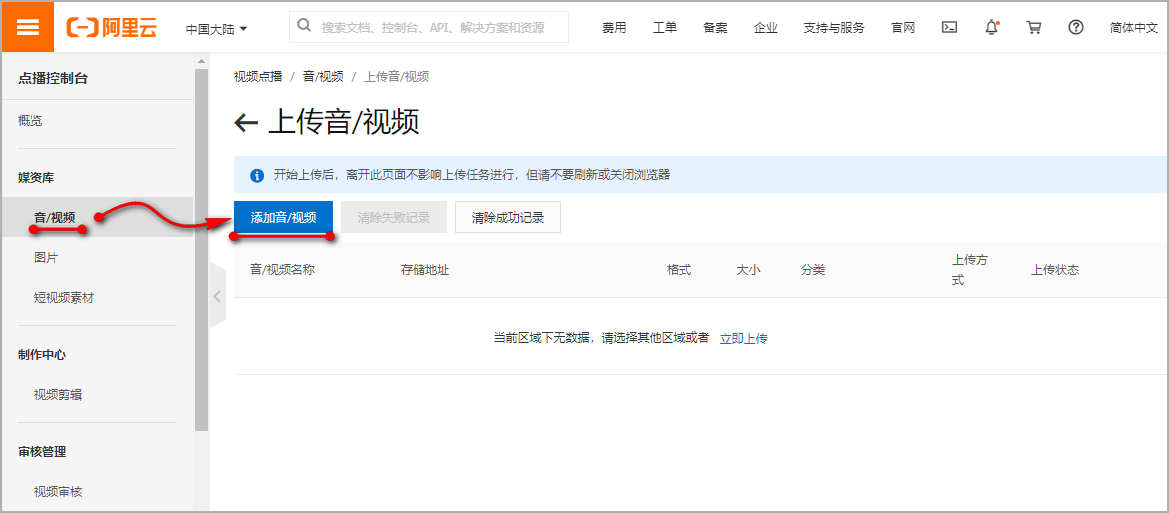 阿里云
中国大陆
搜索文档、控制台、API、解决方案和资源
费用
工单
备案
企业
支持与服务
官网
简体中文
点播控制台
概览
媒资库
音/视频
图片
短视频素材
制作中心
视频剪辑
审核管理
视频审核
视频点播 / 音/视频 / 上传音/视频
上传音/视频
开始上传后，离开此页面不影响上传任务进行，但请不要刷新或关闭浏览器
添加音/视频
清除失败记录
清除成功记录
音/视频名称
存储地址
格式
大小
分类
上传方
式
上传状态
当前区域下无数据，请选择其他区域或者 立即上传